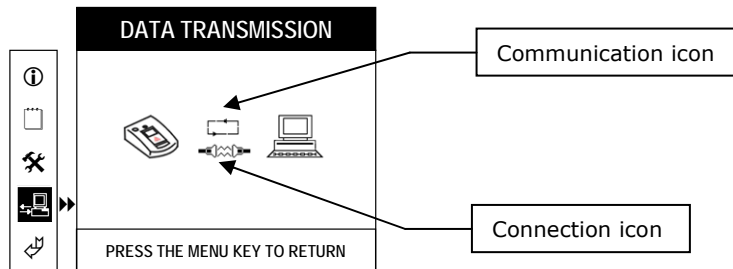 DATA TRANSMISSION
Communication icon
Connection icon
PRESS THE MENU KEY TO RETURN